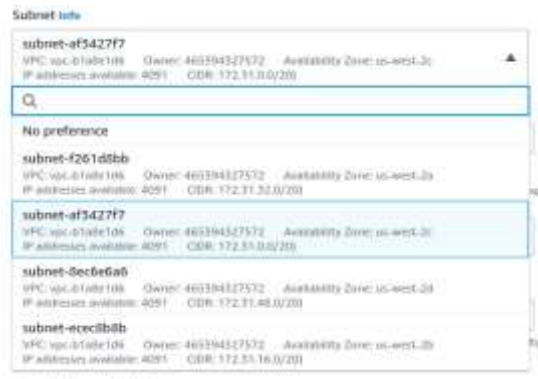 Subnet Info
subnet-af5427f7
VPC: vpc-b1a8e1d6 Owner: 465394327572 Availability Zone: us-west-2c
IP addresses available: 4091 CIDR: 172.31.0.0/20)
No preference
subnet-f261d8bb
VPC: vpc-b1a8e1d6 Owner: 465394327572 Availability Zone: us-west-2a
IP addresses available: 4091 CIDR: 172.31.32.0/20)
subnet-af5427f7
VPC: vpc-b1a8e1d6 Owner: 465394327572 Availability Zone: us-west-2c
IP addresses available: 4091 CIDR: 172.31.0.0/20)
subnet-8ec6e6a6
VPC: vpc-b1a8e1d6 Owner: 465394327572 Availability Zone: us-west-2d
IP addresses available: 4091 CIDR: 172.31.48.0/20)
subnet-ecec8b8b
VPC: vpc-b1a8e1d6 Owner: 465394327572 Availability Zone: us-west-2b
IP addresses available: 4091 CIDR: 172.31.16.0/20)